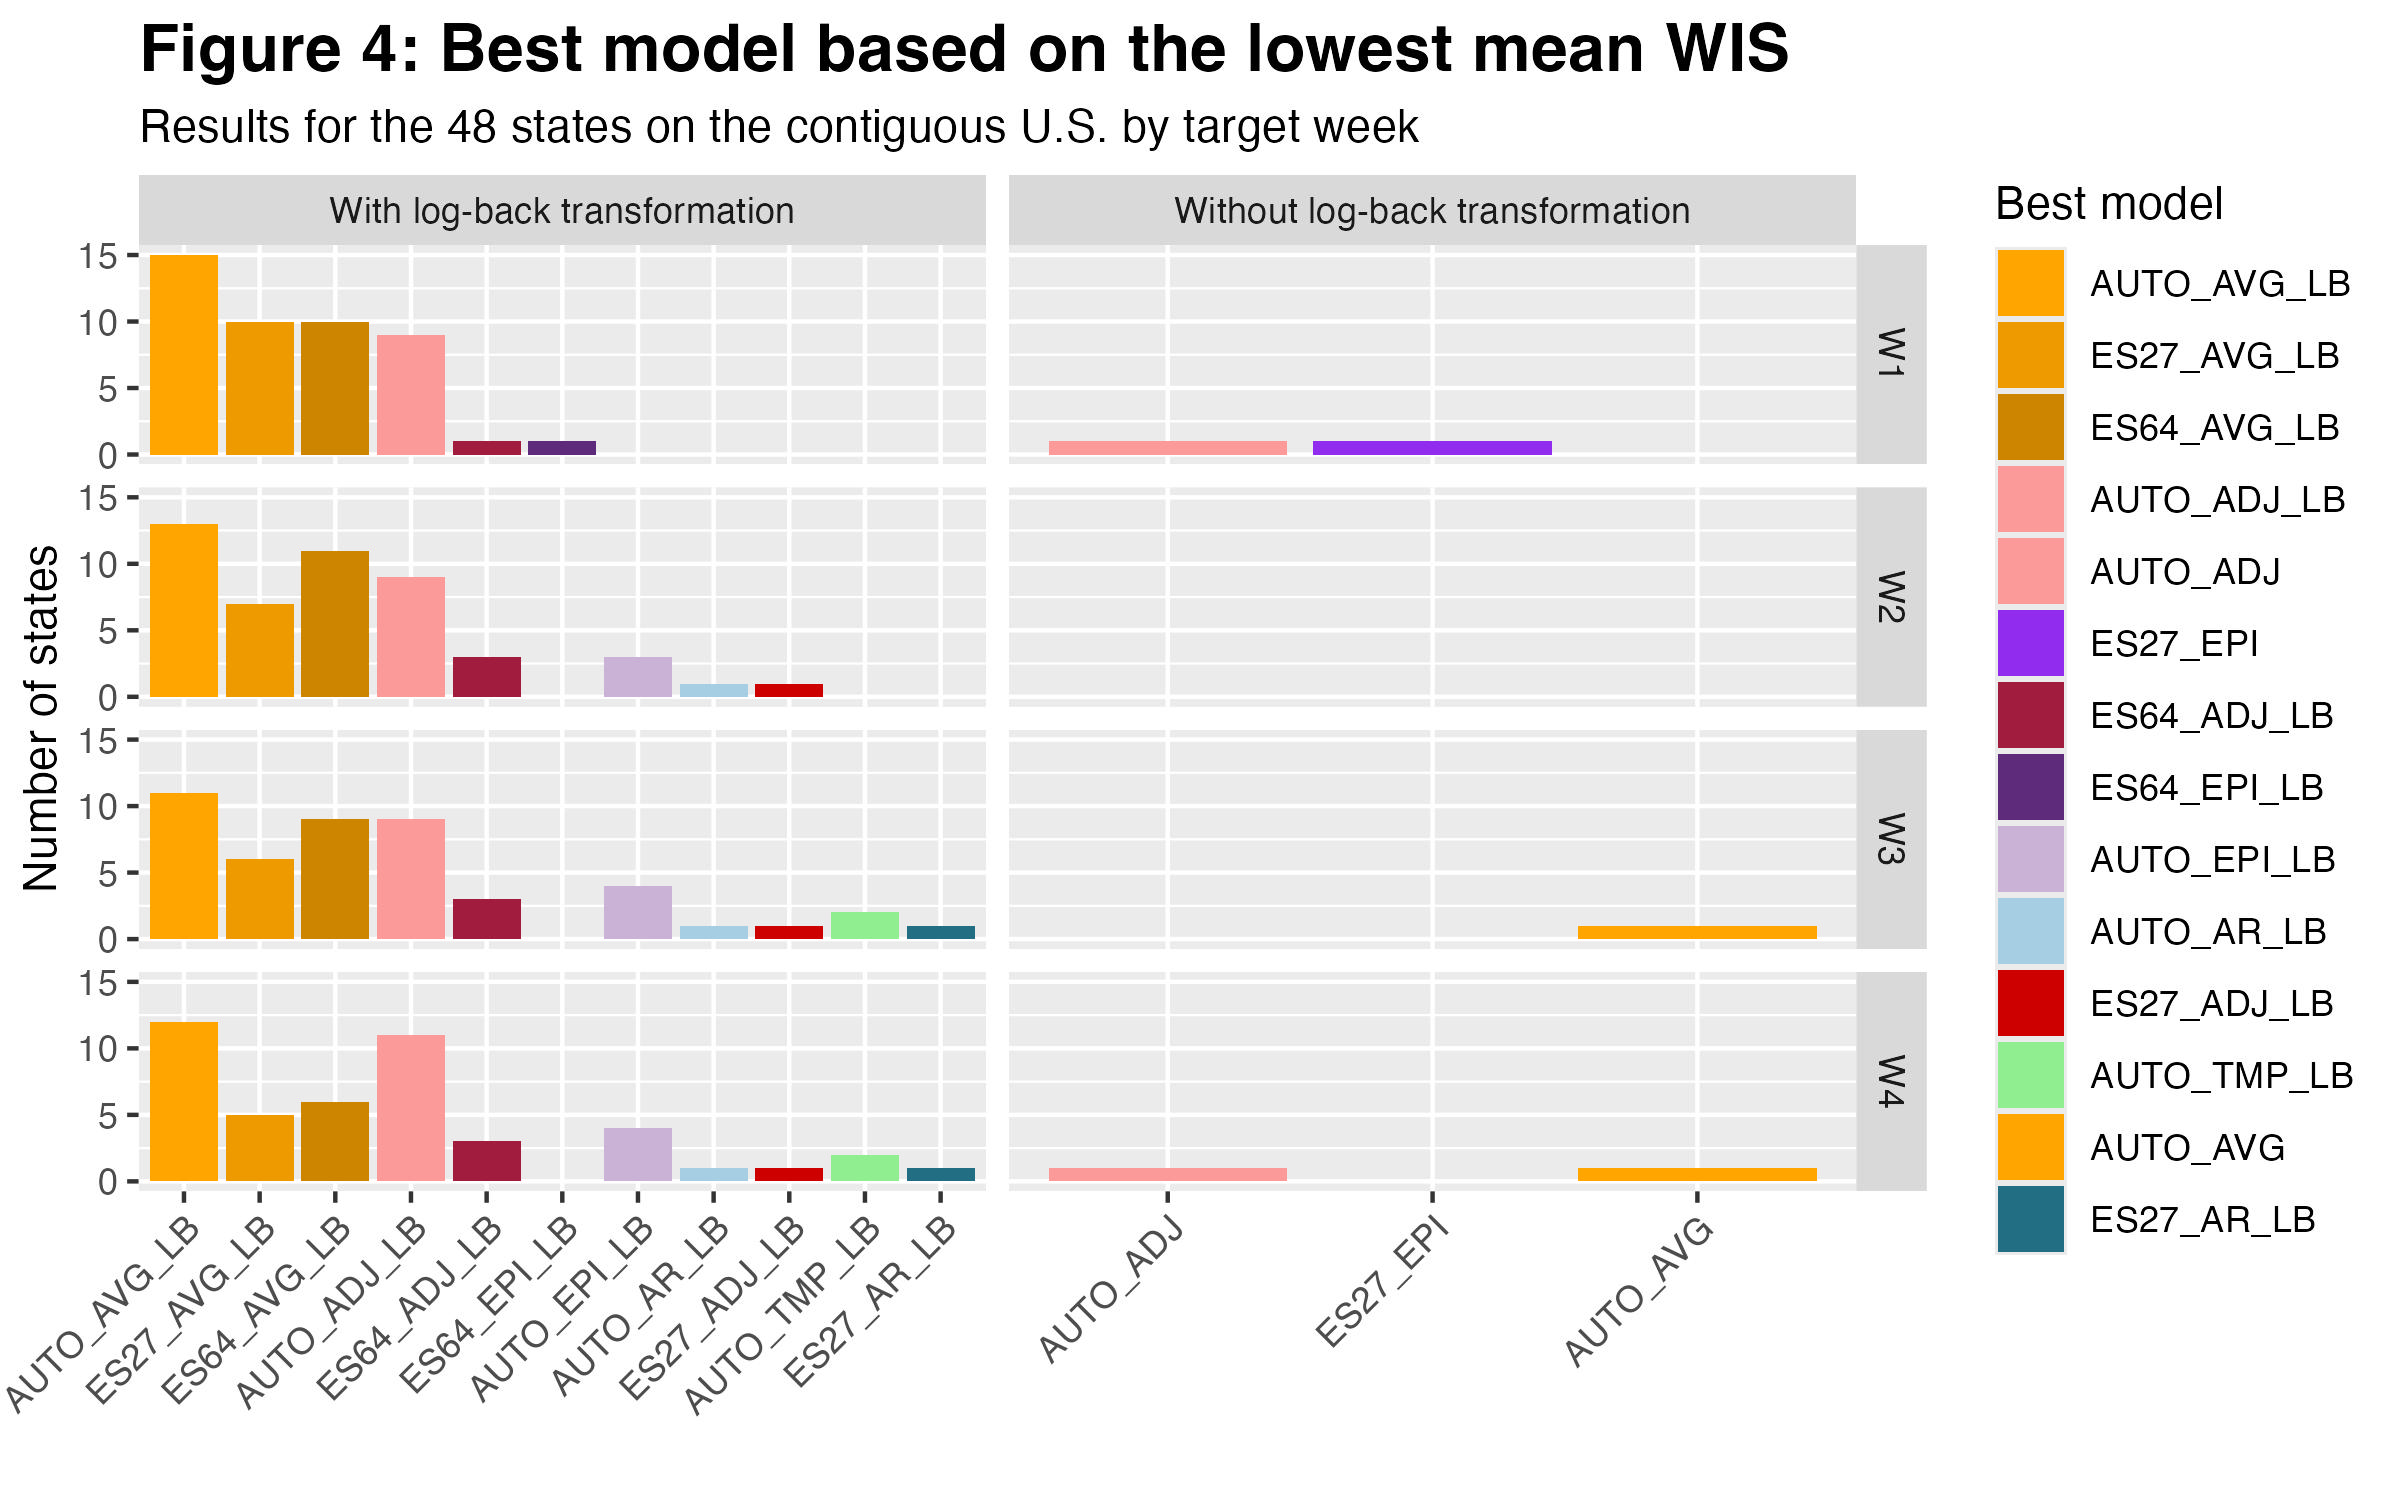 Figure 4: Best model based on the lowest mean WIS
Results for the 48 states on the contiguous U.S. by target week
With log-back transformation
Without log-back transformation
Number of states
15
10
5
0
W1
15
10
5
0
W2
15
10
5
0
W3
15
10
5
0
W4
AUTO_AVG_LB
ES27_AVG_LB
ES64_AVG_LB
AUTO_ADJ_LB
ES64_ADJ_LB
ES64_EPI_LB
AUTO_EPI_LB
AUTO_AR_LB
ES27_ADJ_LB
AUTO_TMP_LB
ES27_AR_LB
AUTO_ADJ
ES27_EPI
AUTO_AVG
Best model
AUTO_AVG_LB
ES27_AVG_LB
ES64_AVG_LB
AUTO_ADJ_LB
AUTO_ADJ
ES27_EPI
ES64_ADJ_LB
ES64_EPI_LB
AUTO_EPI_LB
AUTO_AR_LB
ES27_ADJ_LB
AUTO_TMP_LB
AUTO_AVG
ES27_AR_LB